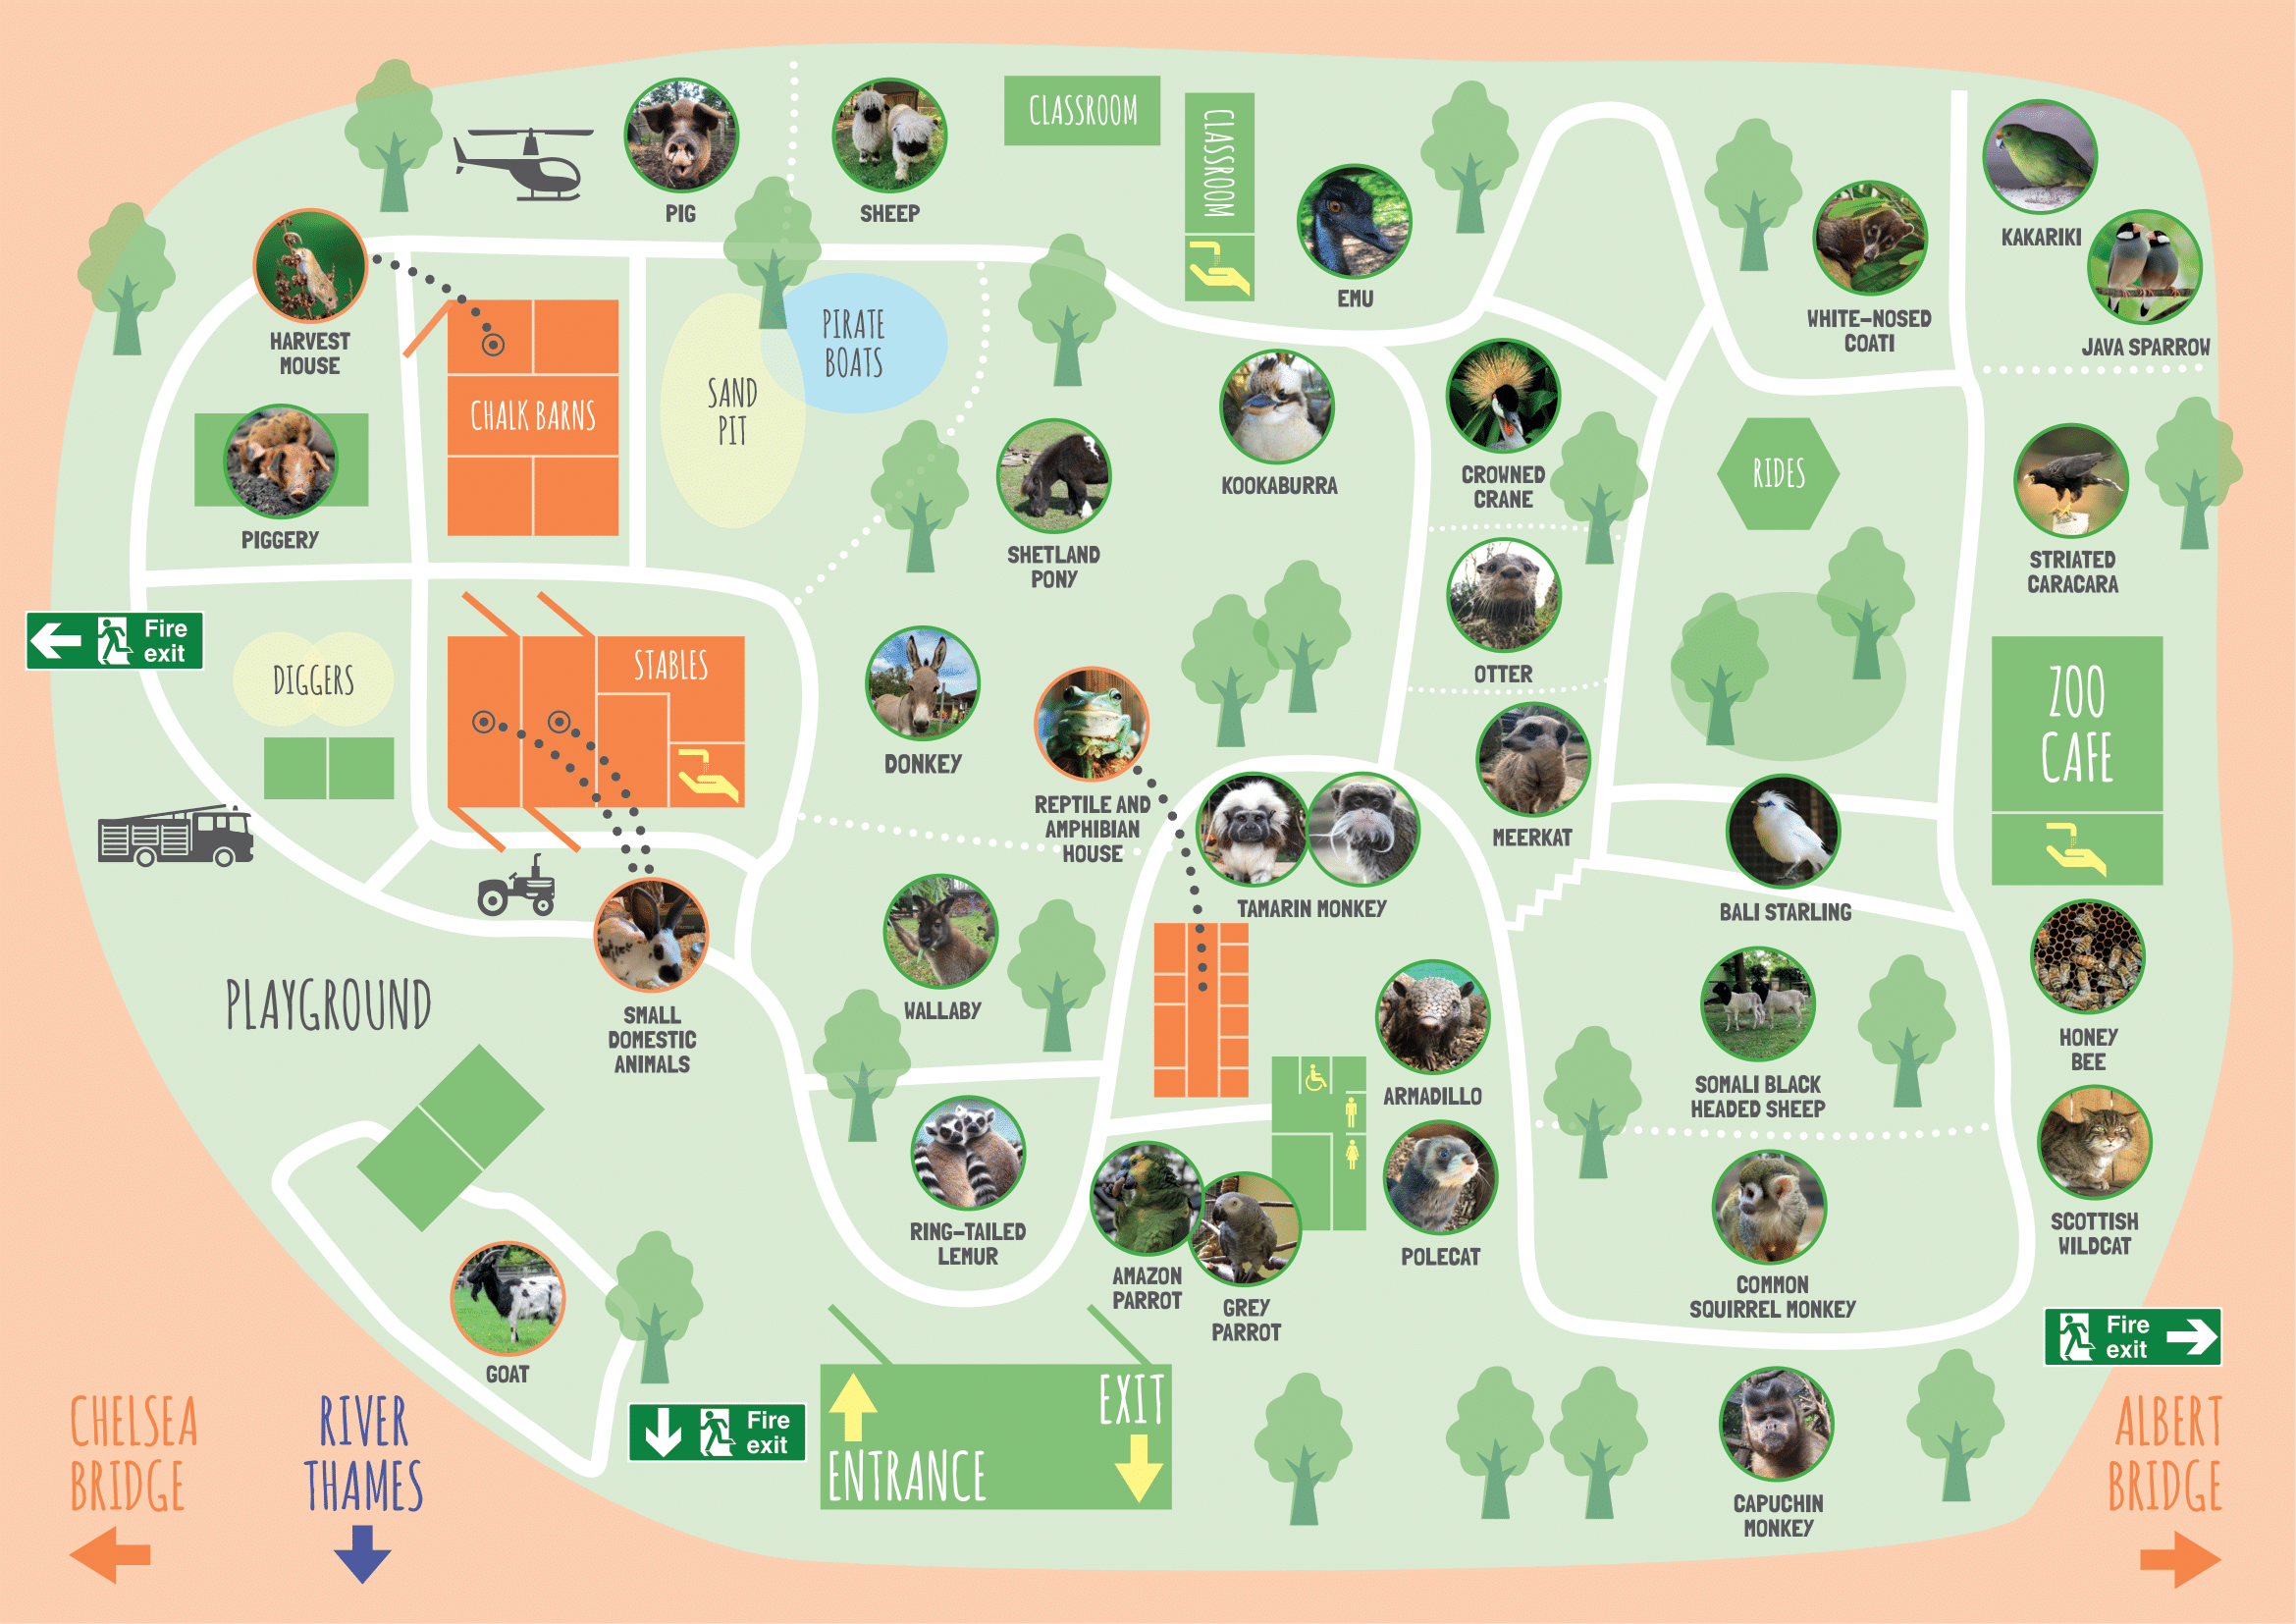 CLASSROOM
CLASSROOM
PIG
SHEEP
EMU
KAKARIKI
JAVA SPARROW
WHITE-NOSED
COATI
HARVEST
MOUSE
PIRATE
BOATS
SAND
PIT
CHALK BARNS
KOOKABURRA
CROWNED
CRANE
RIDES
PIGGERY
SHETLAND
PONY
STRIATED
CARACARA
Fire
exit
DIGGERS
STABLES
DONKEY
OTTER
ZOO
CAFE
REPTILE AND
AMPHIBIAN
HOUSE
MEERKAT
TAMARIN MONKEY
BALI STARLING
PLAYGROUND
SMALL
DOMESTIC
ANIMALS
WALLABY
ARMADILLO
SOMALI BLACK
HEADED SHEEP
HONEY
BEE
RING-TAILED
LEMUR
AMAZON
PARROT
GREY
PARROT
POLECAT
COMMON
SQUIRREL MONKEY
SCOTTISH
WILDCAT
Fire
exit
GOAT
CHELSEA
BRIDGE
RIVER
THAMES
Fire
exit
ENTRANCE
EXIT
CAPUCHIN
MONKEY
ALBERT
BRIDGE